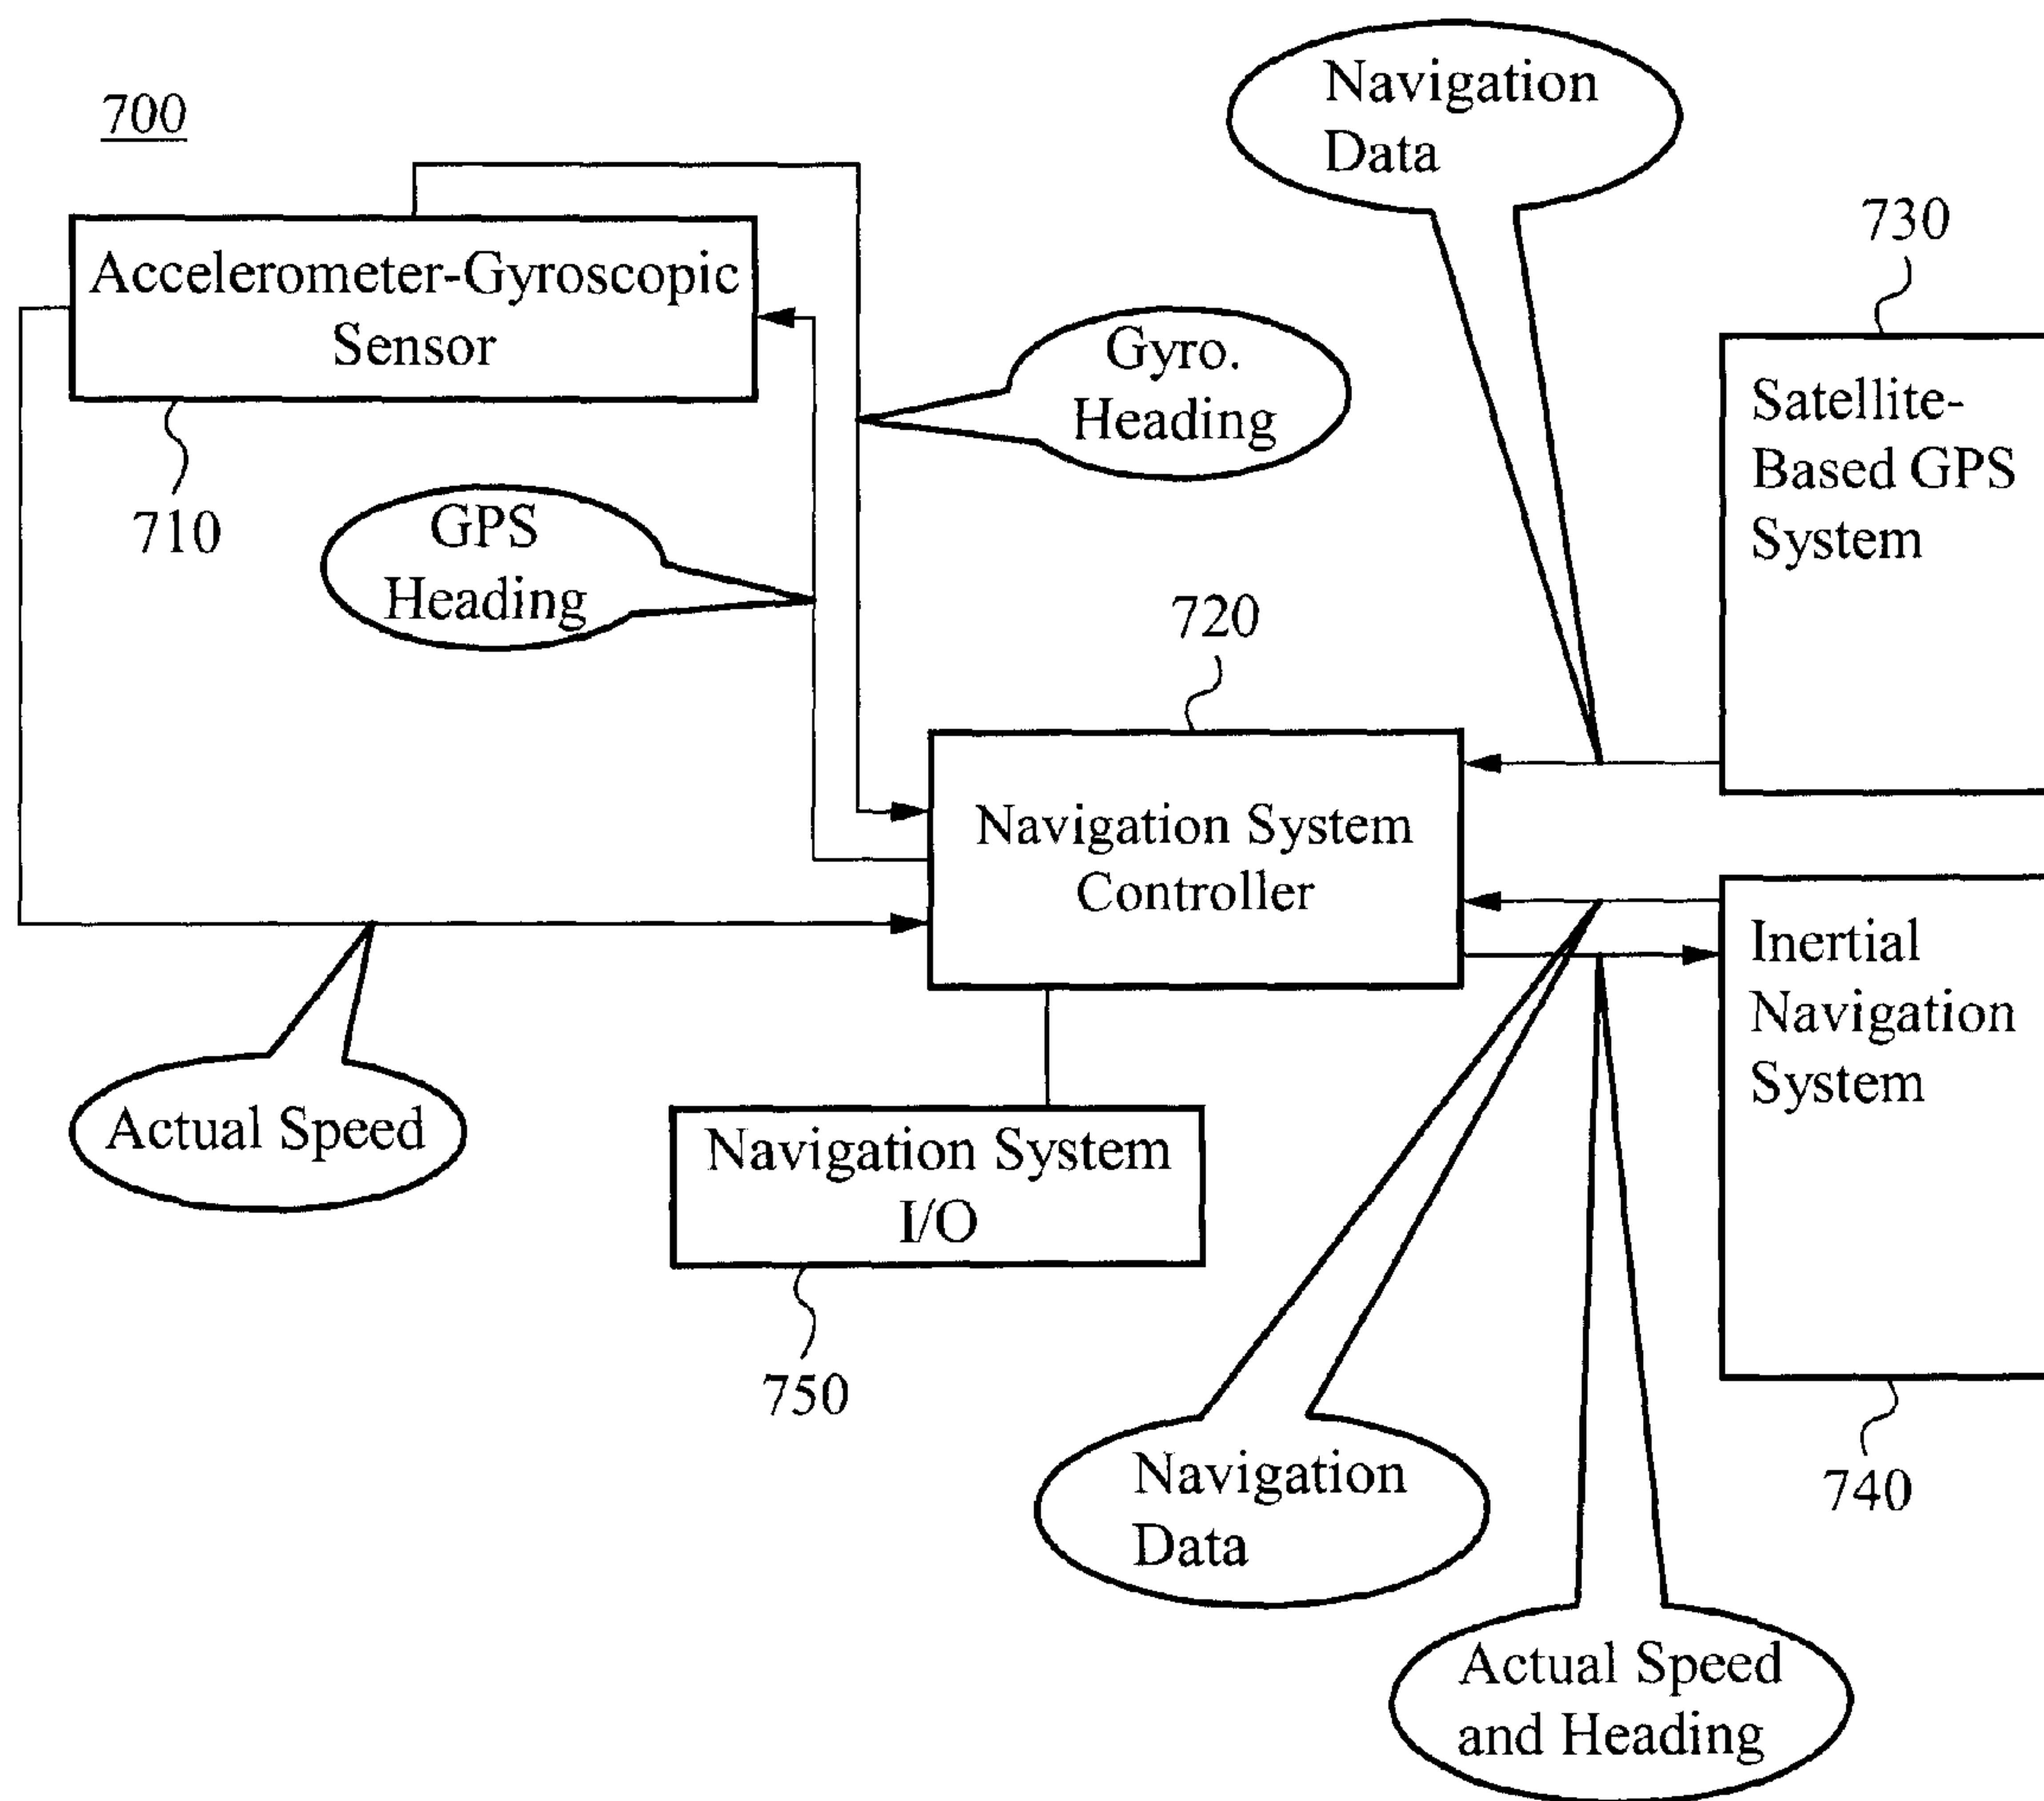 700
Navigation
Data
730
Accelerometer-Gyroscopic
Sensor
710
Gyro.
Heading
GPS
Heading
Satellite-
Based GPS
System
720
Navigation System
Controller
Inertial
Navigation
System
Actual Speed
Navigation System
I/O
750
Navigation
Data
740
Actual Speed
and Heading